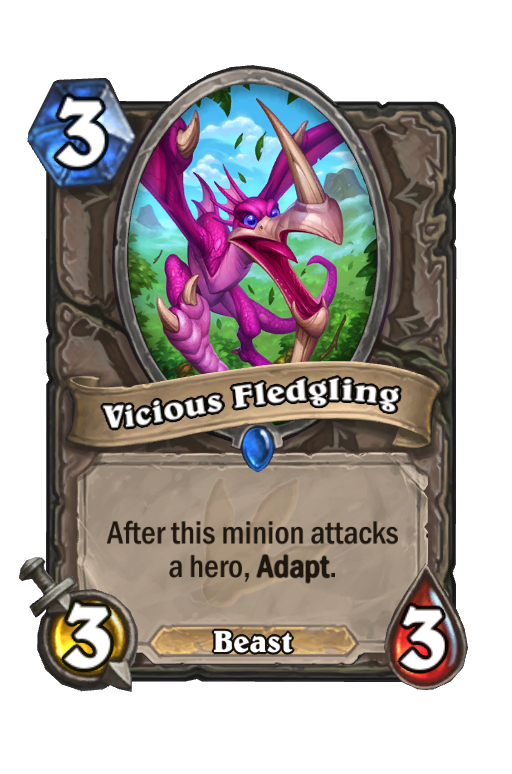 3
Vicious Fledgling
After this minion attacks
a hero, Adapt.
3
Beast
3